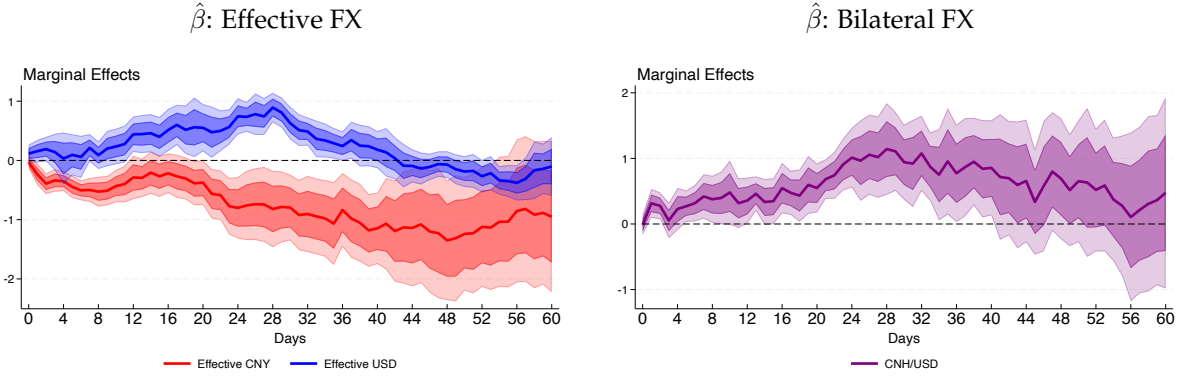 β̂: Effective FX
Marginal Effects
1
0
-1
-2
0 4 8 12 16 20 24 28 32 36 40 44 48 52 56 60
Days
Effective CNY Effective USD
β̂: Bilateral FX
Marginal Effects
2
1
0
-1
0 4 8 12 16 20 24 28 32 36 40 44 48 52 56 60
Days
CNH/USD